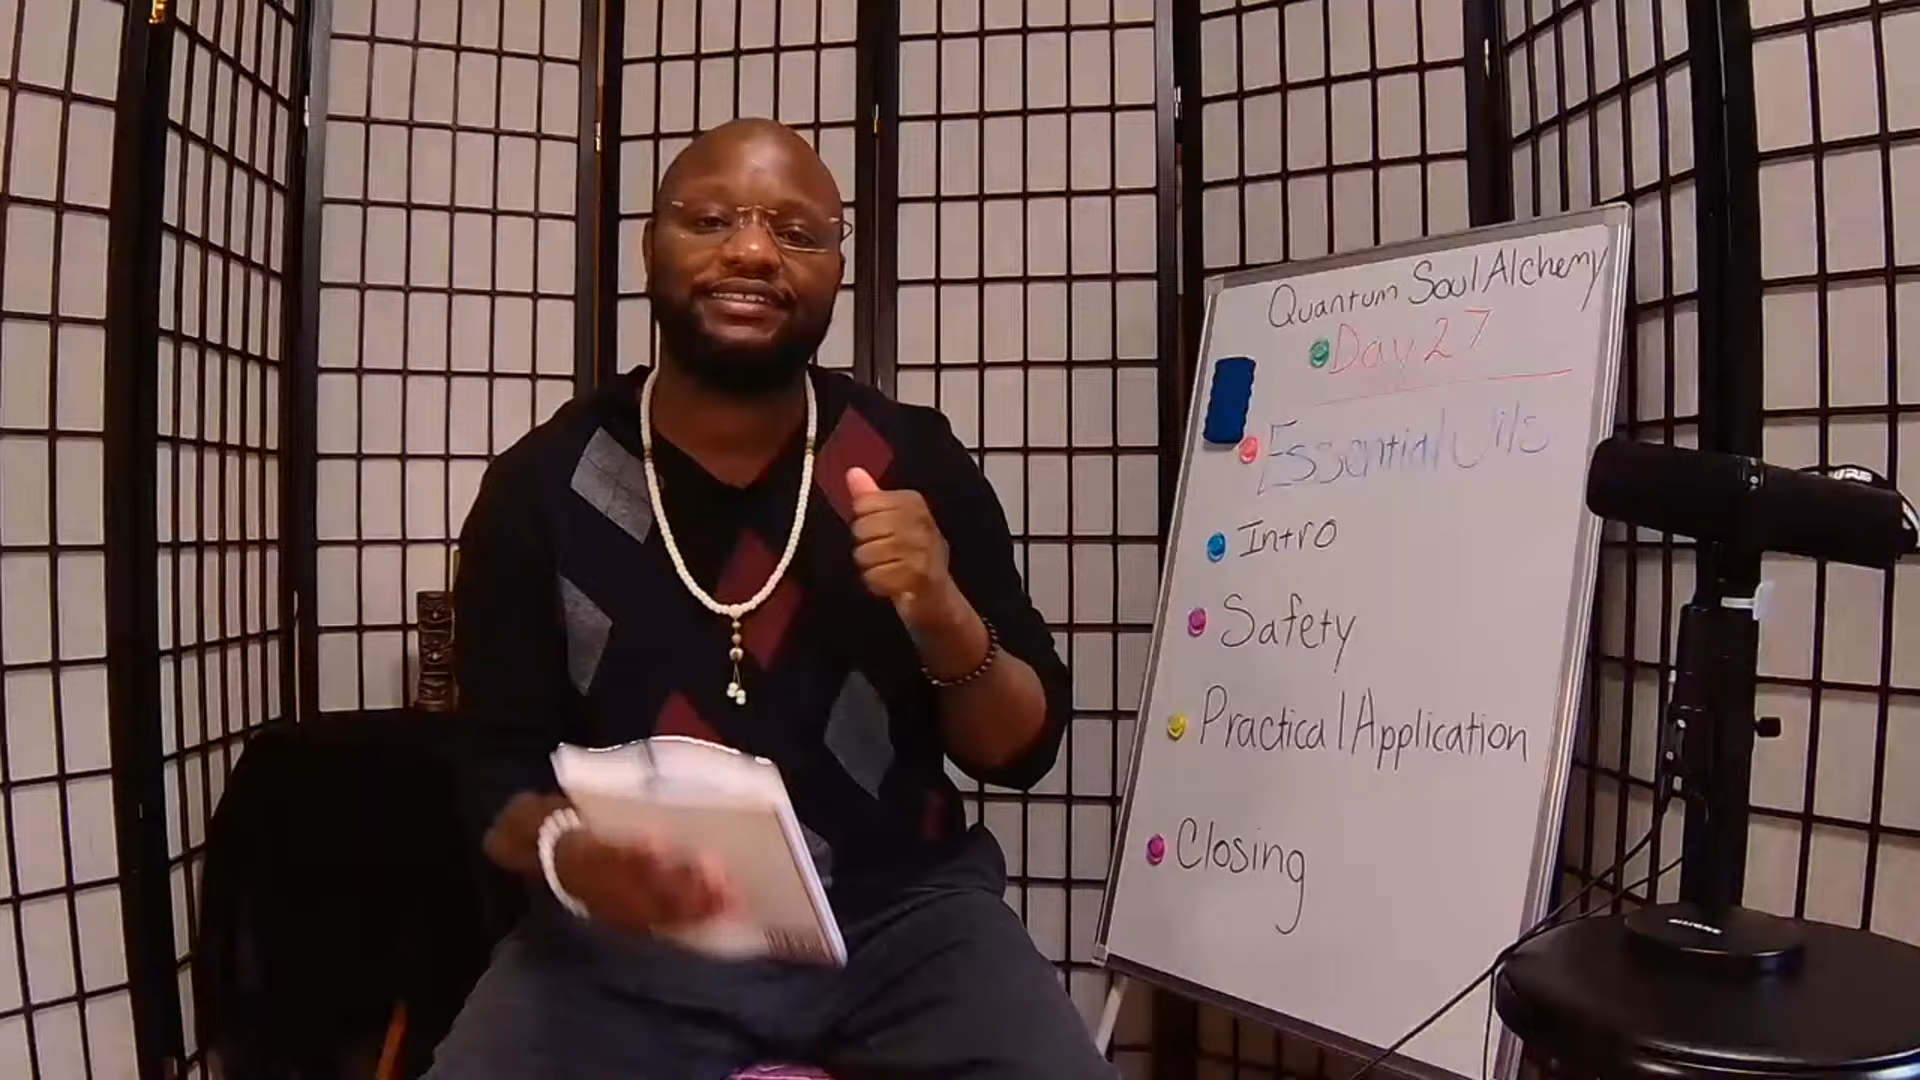 Quantum Soul Alchemy
Day 27
Essential Oils
Intro
Safety
Practical Application
Closing